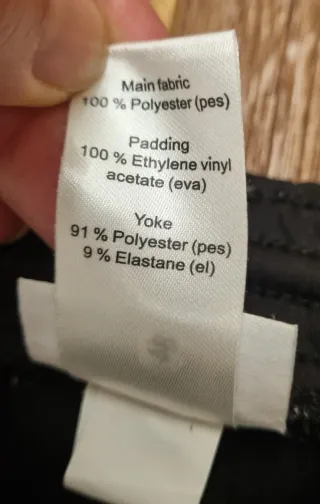 Main fabric
100 % Polyester (pes)
Padding
100 % Ethylene vinyl
acetate (eva)
Yoke
91 % Polyester (pes)
9 % Elastane (el)